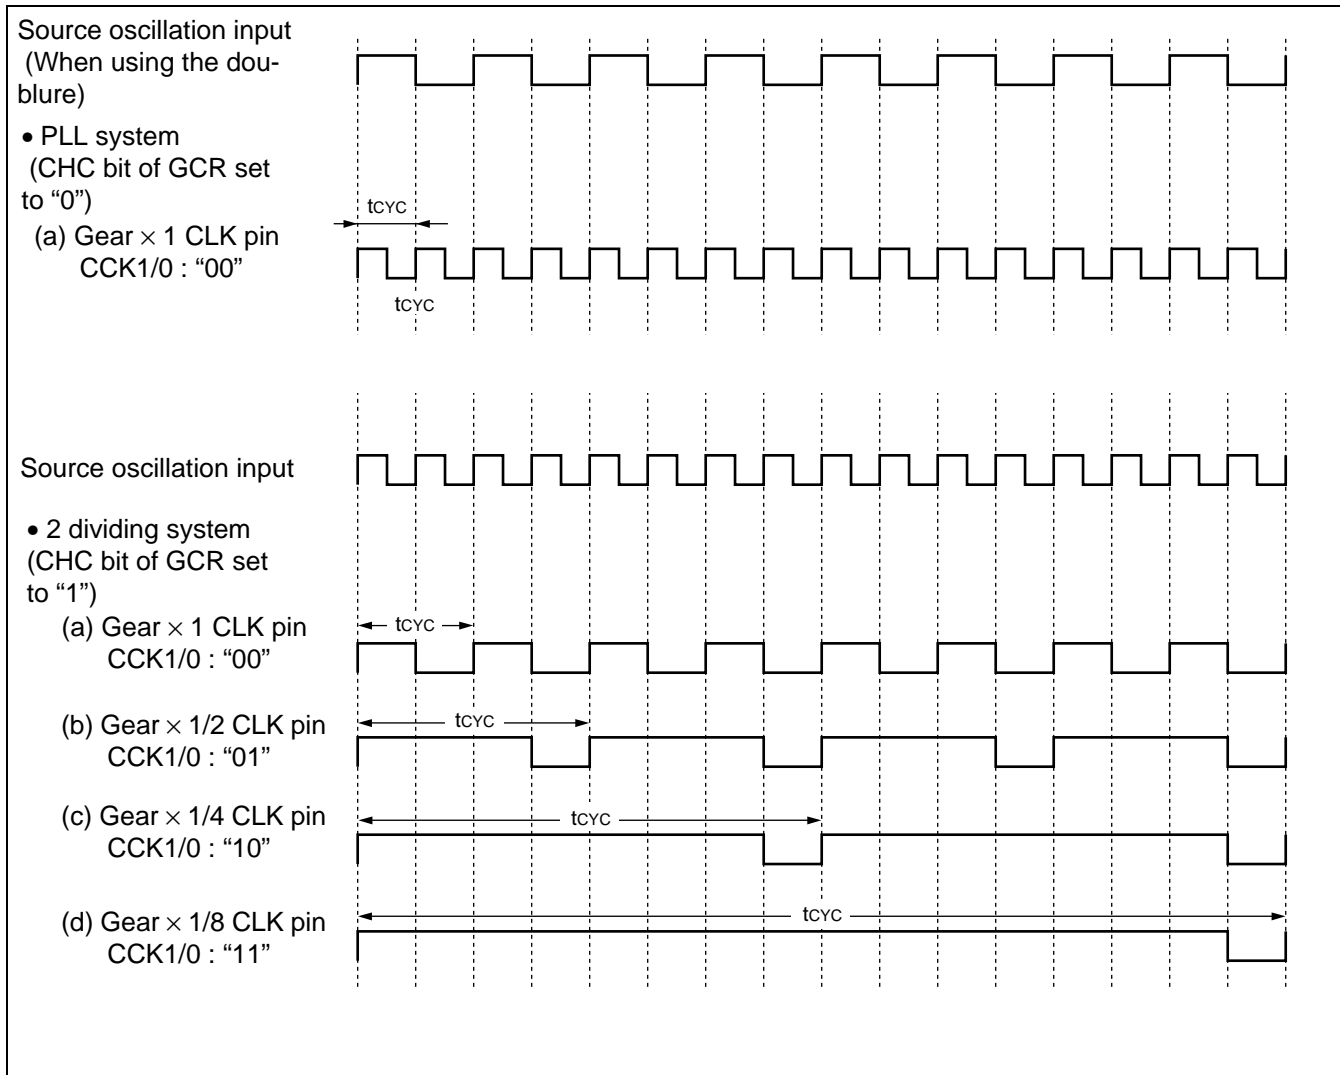 Source oscillation input
(When using the dou-
blure)
• PLL system
(CHC bit of GCR set
to “0”)
tCYC
(a) Gear × 1 CLK pin
CCK1/0 : “00”
tCYC
Source oscillation input
• 2 dividing system
(CHC bit of GCR set
to “1”)
(a) Gear × 1 CLK pin
CCK1/0 : “00”
tCYC
(b) Gear × 1/2 CLK pin
CCK1/0 : “01”
tCYC
(c) Gear × 1/4 CLK pin
CCK1/0 : “10”
tCYC
(d) Gear × 1/8 CLK pin
CCK1/0 : “11”
tCYC